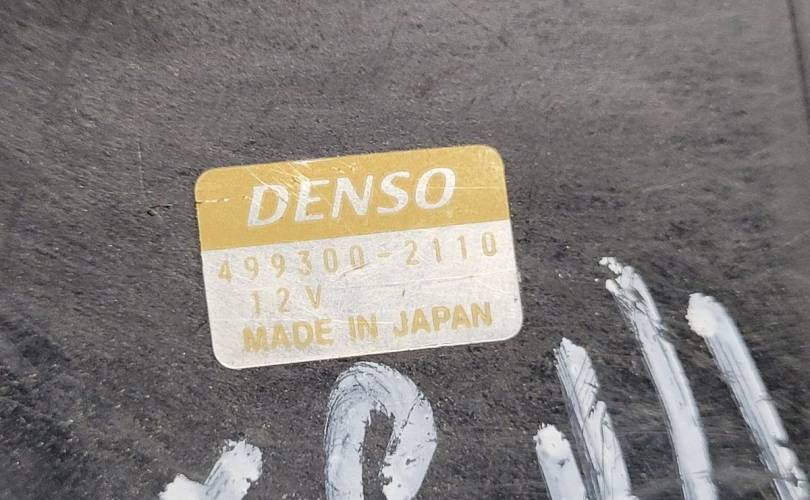 DENSO
499300-2110
12V
MADE IN JAPAN